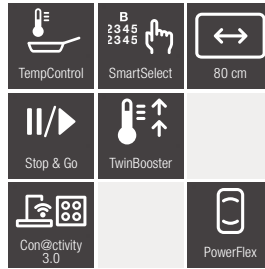 B
2345
2345
TempControl
SmartSelect
80 cm
Stop & Go
TwinBooster
Con@ctivity
3.0
PowerFlex